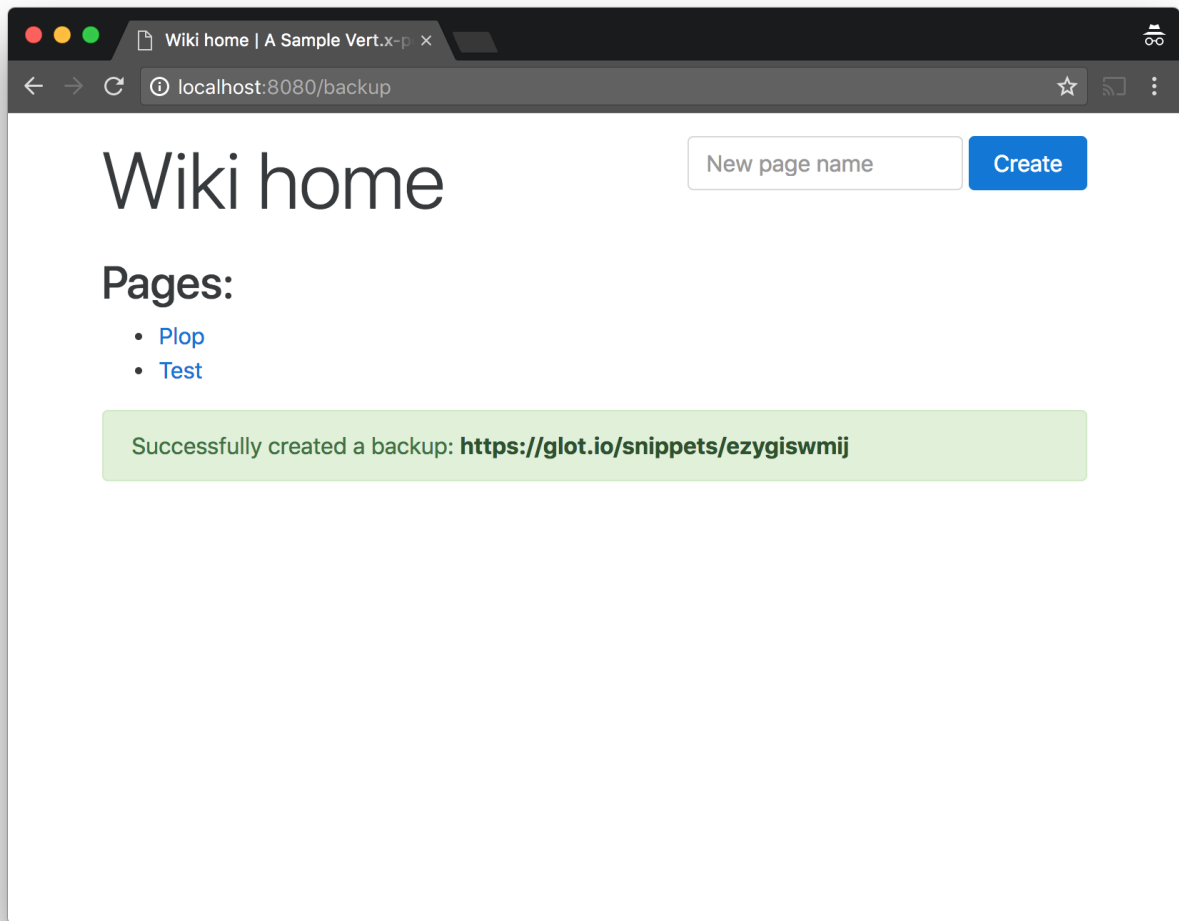 Wiki home | A Sample Vert.x-p
localhost:8080/backup
Wiki home
New page name
Create
Pages:
Plop
Test
Successfully created a backup: https://glot.io/snippets/ezygiswmij